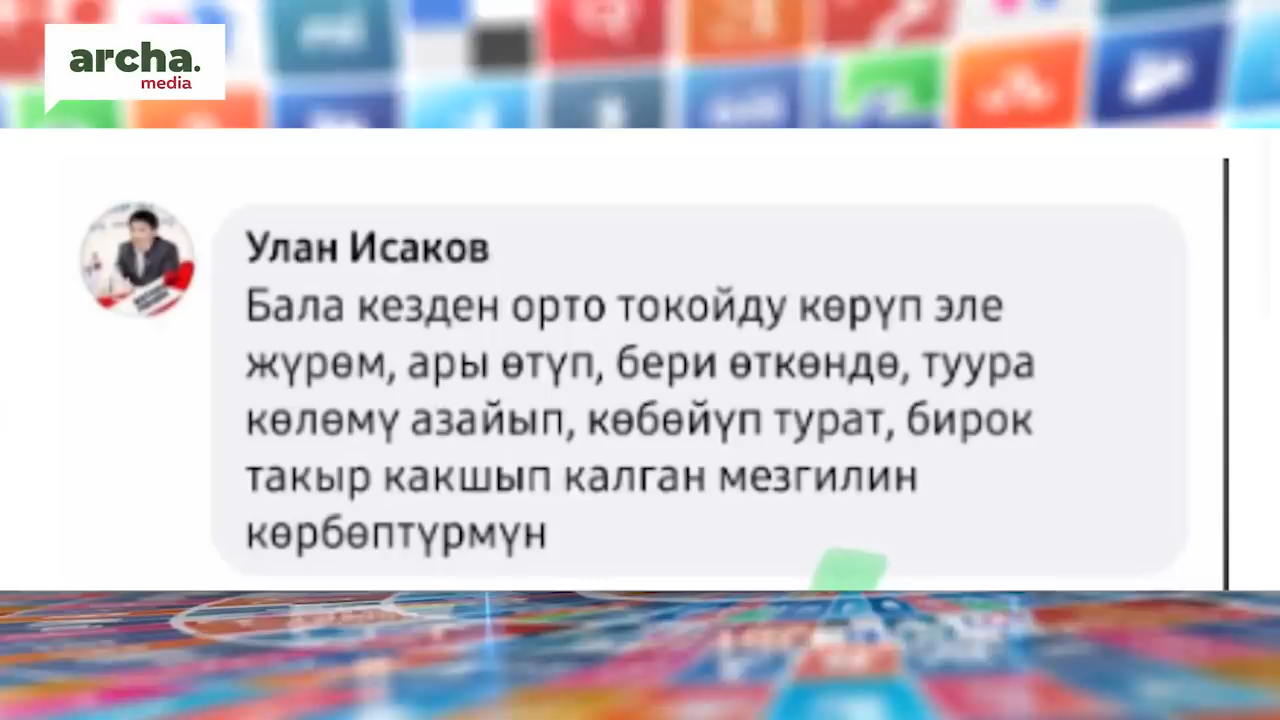 archa.
media
Улан Исаков
Бала кезден орто токойду көрүп эле
жүрөм, ары өтүп, бери өткөндө, туура
көлөмү азайып, көбөйүп турат, бирок
такыр какшып калган мезгилин
көрбөптүрмүн